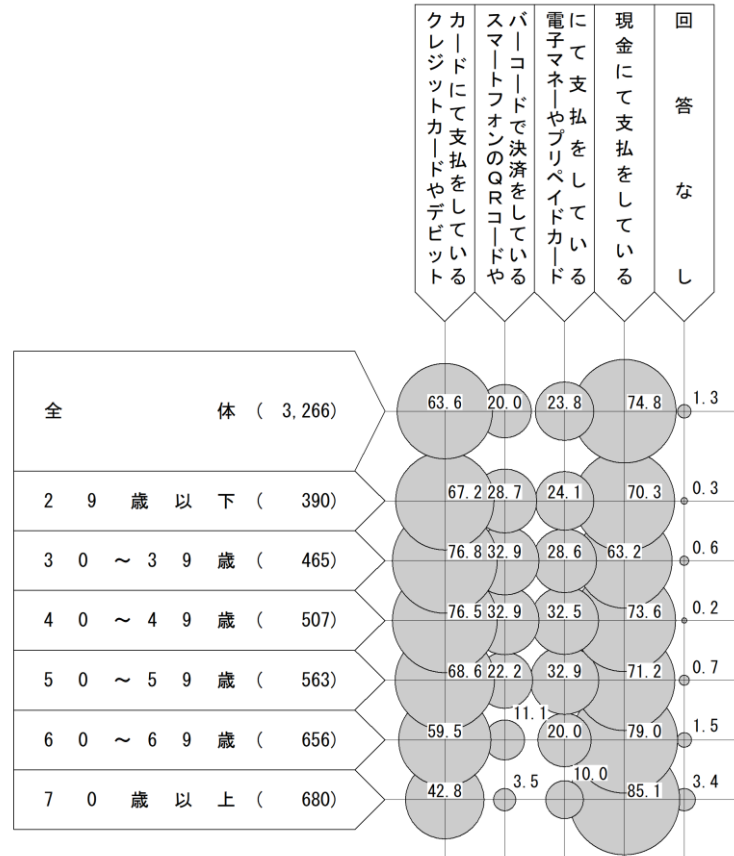 クレジットカードやデビット
カードにて支払をしている
スマートフォンのQRコードや
バーコードで決済をしている
電子マネーやプリペイドカード
にて支払をしている
現金にて支払をしている
回答なし
全体( 3,266) 63.6 20.0 23.8 74.8 1.3
29歳以下( 390) 67.2 28.7 24.1 70.3 0.3
30～39歳( 465) 76.8 32.9 28.6 63.2 0.6
40～49歳( 507) 76.5 32.9 32.5 73.6 0.2
50～59歳( 563) 68.6 22.2 32.9 71.2 0.7
60～69歳( 656) 59.5 11.1 20.0 79.0 1.5
70歳以上( 680) 42.8 3.5 10.0 85.1 3.4